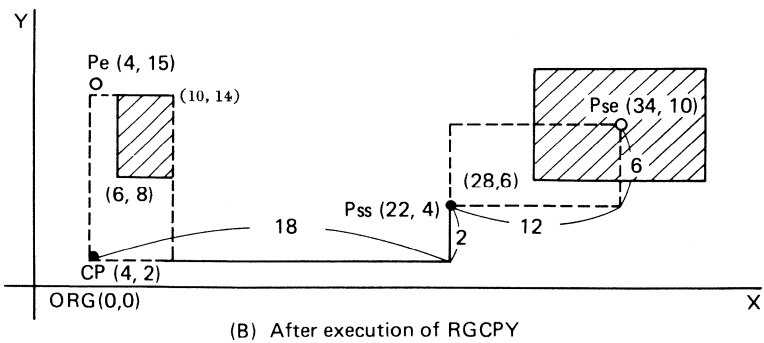 Y
Pe (4, 15)
(10, 14)
Pse (34, 10)
(6, 8)
(28,6)
6
Pss (22, 4)
18
2
12
CP (4, 2)
ORG(0,0)
X
(B) After execution of RGCPY